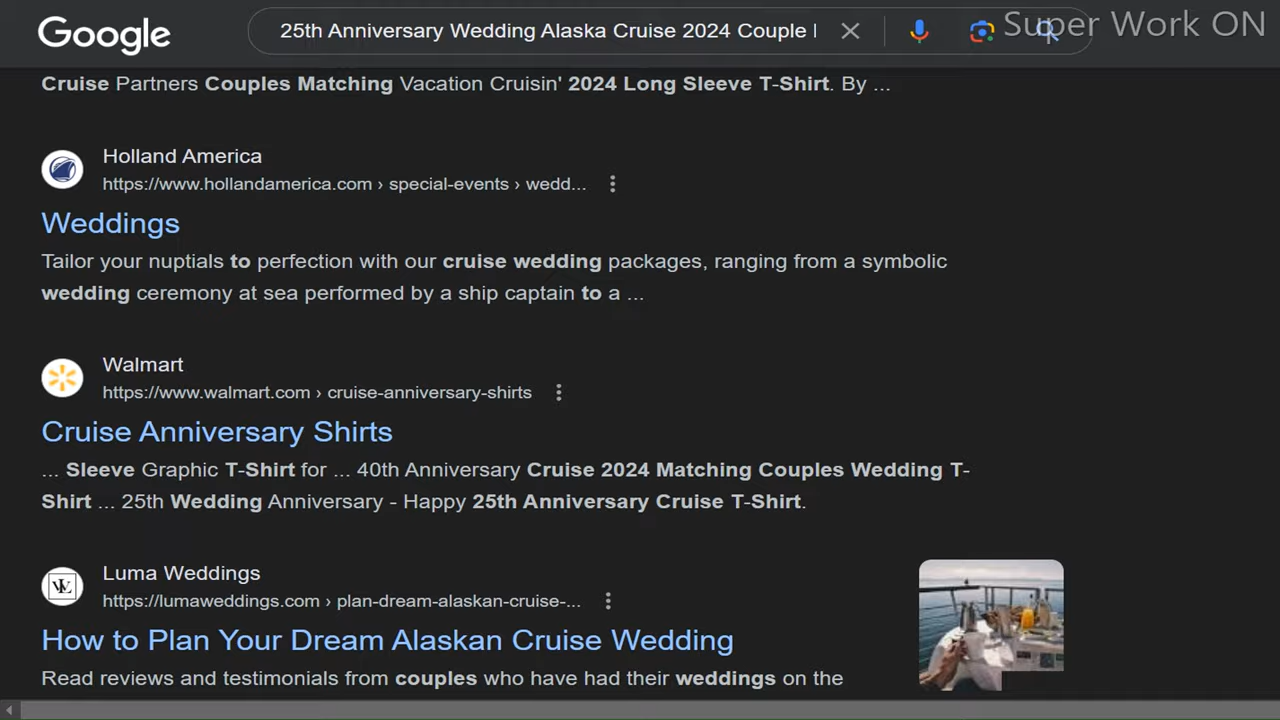 Google
25th Anniversary Wedding Alaska Cruise 2024 Couple
Super Work ON
Cruise Partners Couples Matching Vacation Cruisin' 2024 Long Sleeve T-Shirt. By ...
Holland America
https://www.hollandamerica.com › special-events › wedd...
Weddings
Tailor your nuptials to perfection with our cruise wedding packages, ranging from a symbolic
wedding ceremony at sea performed by a ship captain to a ...
Walmart
https://www.walmart.com › cruise-anniversary-shirts
Cruise Anniversary Shirts
... Sleeve Graphic T-Shirt for ... 40th Anniversary Cruise 2024 Matching Couples Wedding T-
Shirt ... 25th Wedding Anniversary - Happy 25th Anniversary Cruise T-Shirt.
Luma Weddings
https://lumaweddings.com › plan-dream-alaskan-cruise-...
How to Plan Your Dream Alaskan Cruise Wedding
Read reviews and testimonials from couples who have had their weddings on the